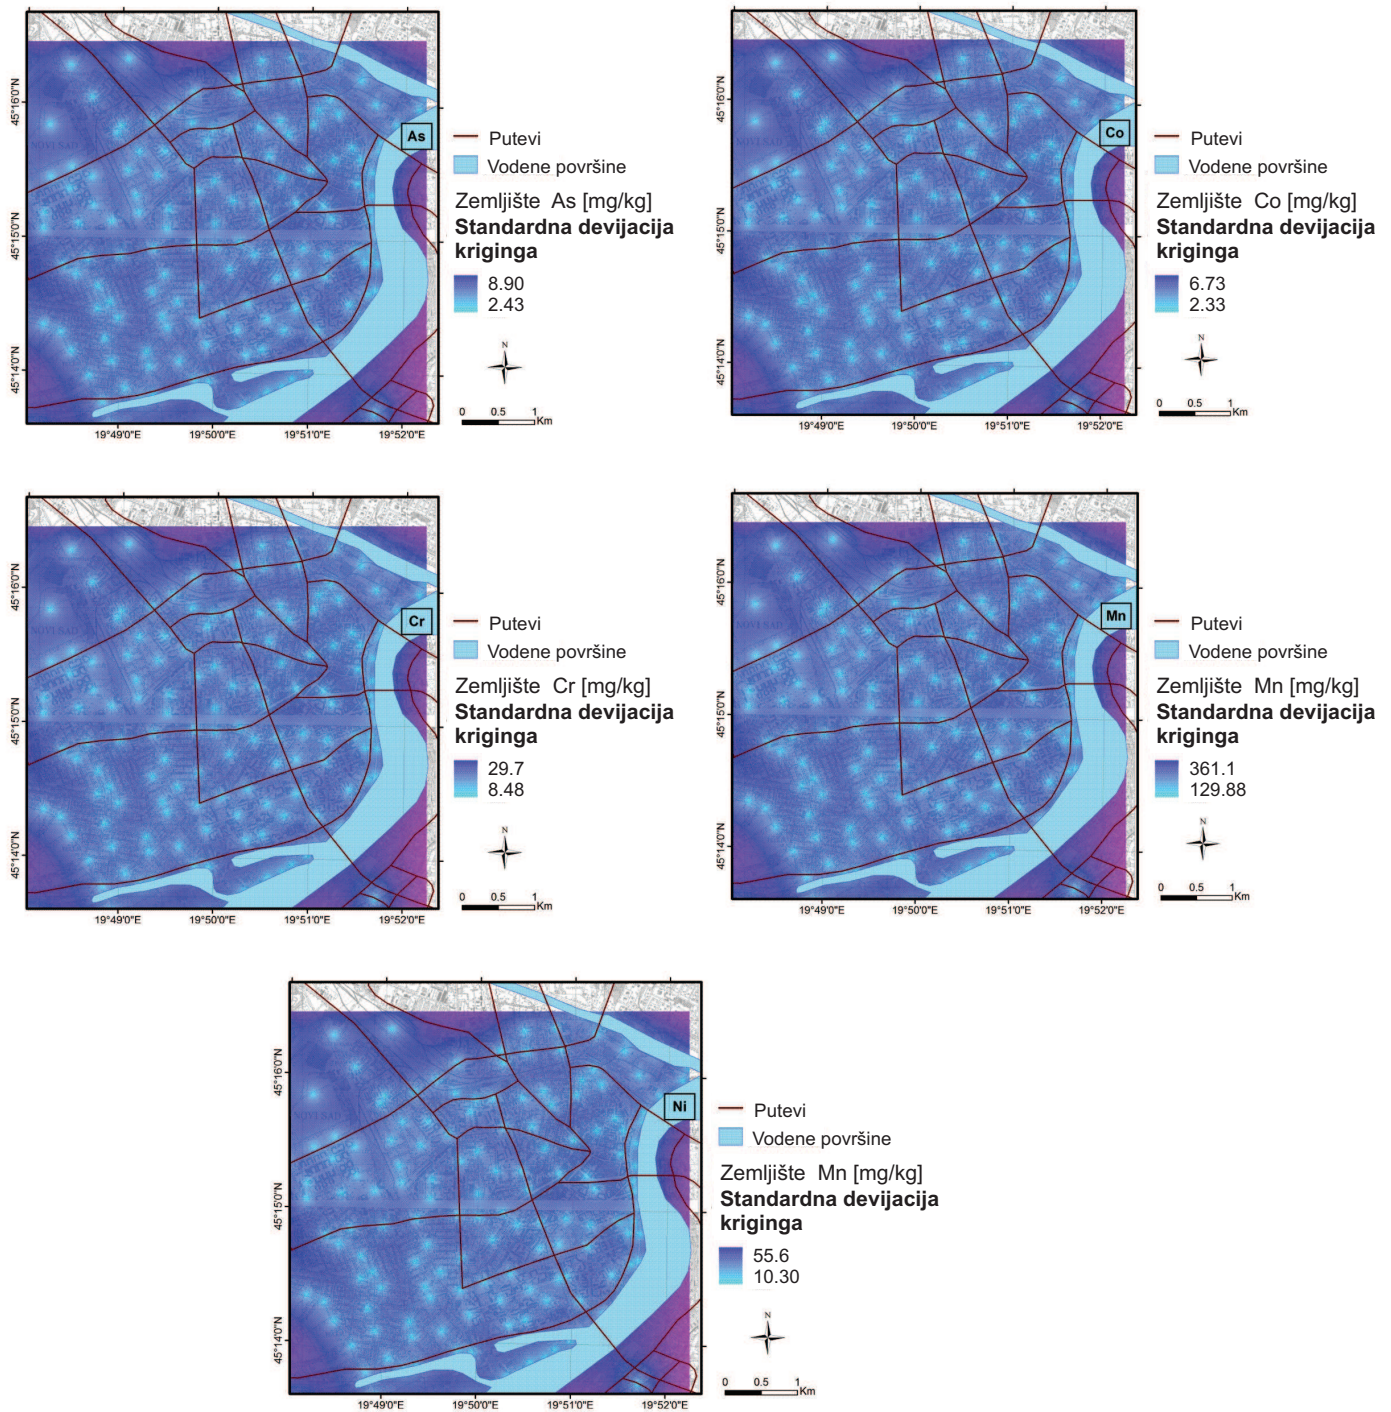 45°16'0"N
45°15'0"N
45°14'0"N
19°49'0"E
19°50'0"E
19°51'0"E
19°52'0"E
NOVI SAD
As
Putevi
Vodene površine
Zemljište As [mg/kg]
Standardna devijacija
kriginga
8.90
2.43
N
0 0.5 1
Km
45°16'0"N
45°15'0"N
45°14'0"N
19°49'0"E
19°50'0"E
19°51'0"E
19°52'0"E
NOVI SAD
Co
Putevi
Vodene površine
Zemljište Co [mg/kg]
Standardna devijacija
kriginga
6.73
2.33
N
0 0.5 1
Km
45°16'0"N
45°15'0"N
45°14'0"N
19°49'0"E
19°50'0"E
19°51'0"E
19°52'0"E
NOVI SAD
Cr
Putevi
Vodene površine
Zemljište Cr [mg/kg]
Standardna devijacija
kriginga
29.7
8.48
N
0 0.5 1
Km
45°16'0"N
45°15'0"N
45°14'0"N
19°49'0"E
19°50'0"E
19°51'0"E
19°52'0"E
NOVI SAD
Mn
Putevi
Vodene površine
Zemljište Mn [mg/kg]
Standardna devijacija
kriginga
361.1
129.88
N
0 0.5 1
Km
45°16'0"N
45°15'0"N
45°14'0"N
19°49'0"E
19°50'0"E
19°51'0"E
19°52'0"E
NOVI SAD
Ni
Putevi
Vodene površine
Zemljište Mn [mg/kg]
Standardna devijacija
kriginga
55.6
10.30
N
0 0.5 1
Km